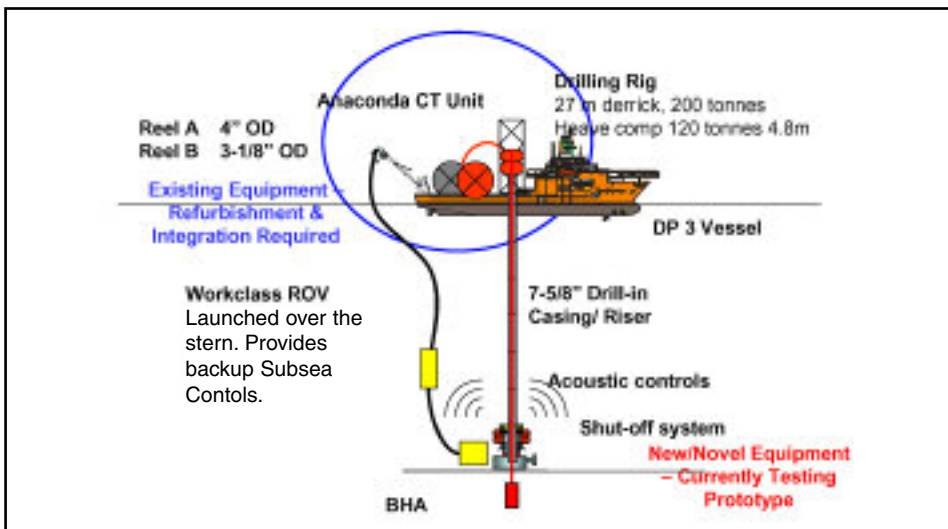 Anaconda CT Unit
Drilling Rig
27 m derrick, 200 tonnes
Heave comp 120 tonnes 4.8m
Reel A 4" OD
Reel B 3-1/8" OD
Existing Equipment –
Refurbishment &
Integration Required
DP 3 Vessel
Workclass ROV
Launched over the
stern. Provides
backup Subsea
Contols.
7-5/8" Drill-in
Casing/ Riser
Acoustic controls
Shut-off system
New/Novel Equipment
– Currently Testing
Prototype
BHA